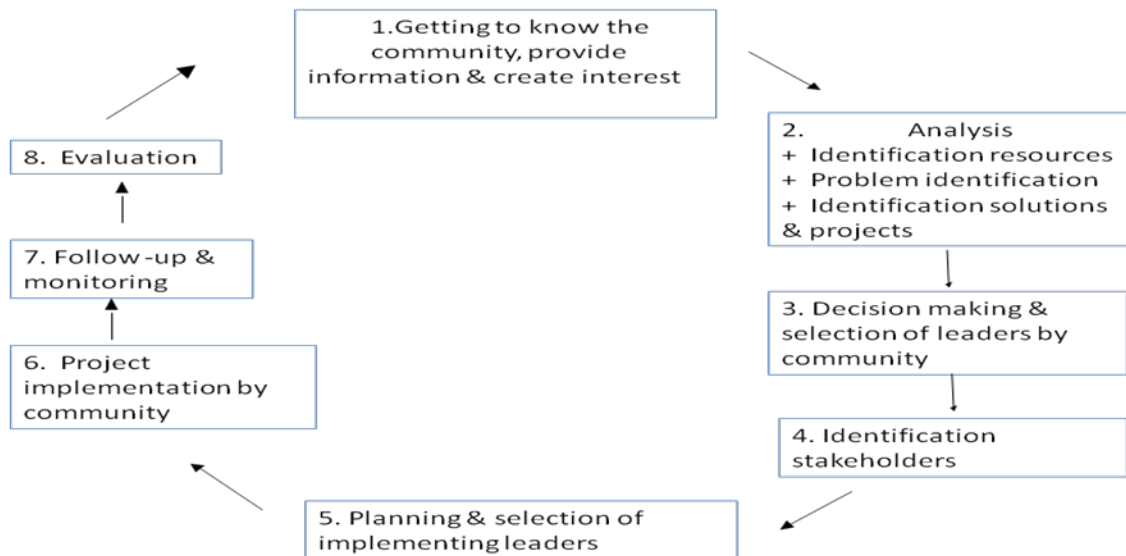 1.Getting to know the
community, provide
information & create interest
2. Analysis
+ Identification resources
+ Problem identification
+ Identification solutions
& projects
3. Decision making &
selection of leaders by
community
4. Identification
stakeholders
5. Planning & selection of
implementing leaders
6. Project
implementation by
community
7. Follow-up &
monitoring
8. Evaluation